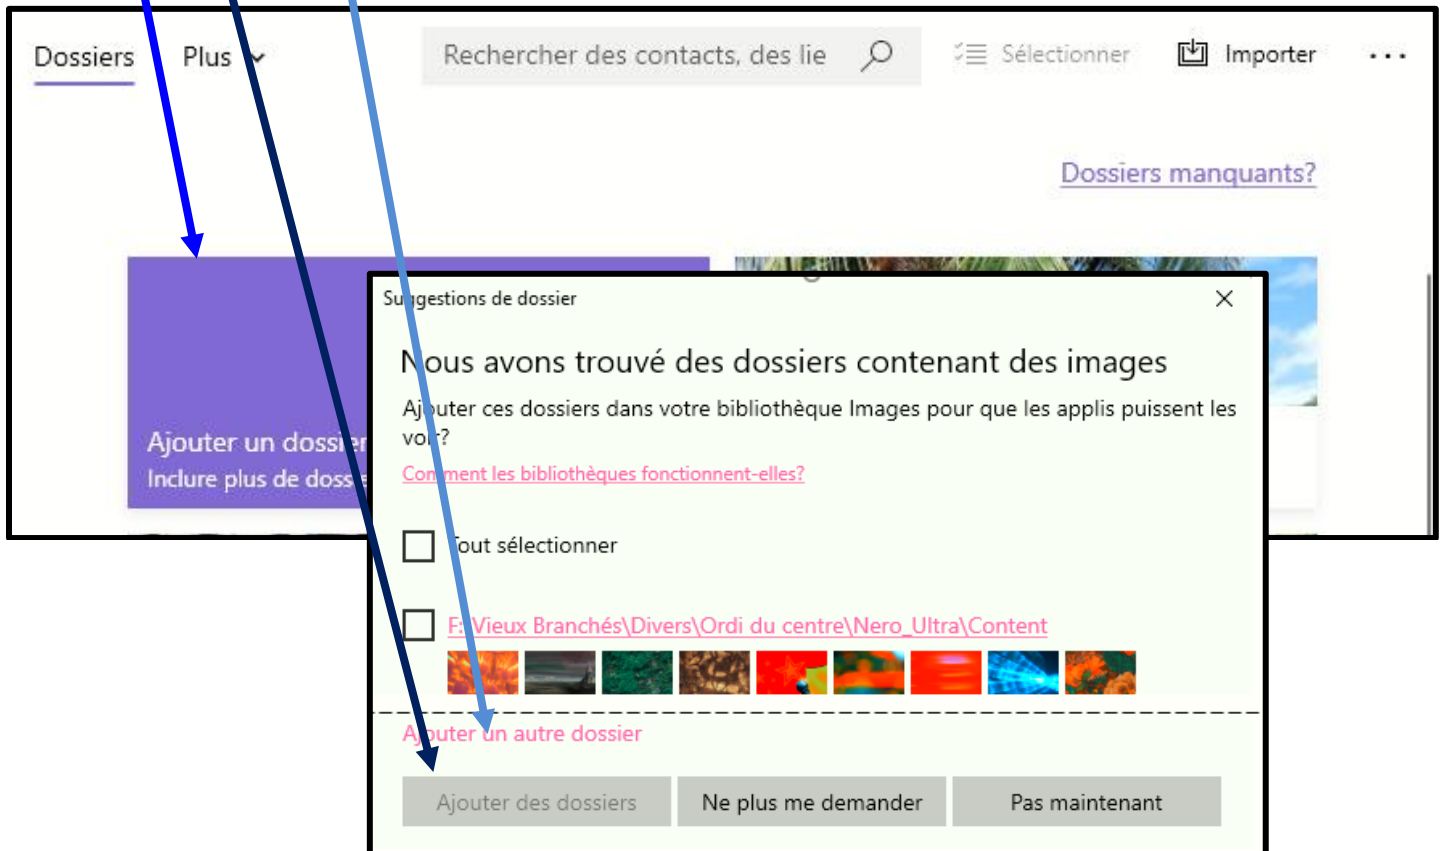 Dossiers Plus Rechercher des contacts, des lie Sélectionner Importer ...
Dossiers manquants?
Ajouter un dossier
Inclure plus de dossie
Suggestions de dossier
Nous avons trouvé des dossiers contenant des images
Ajouter ces dossiers dans votre bibliothèque Images pour que les applis puissent les
voir?
Comment les bibliothèques fonctionnent-elles?
Tout sélectionner
F:\Vieux Branchés\Divers\Ordi du centre\Nero_Ultra\Content
Ajouter un autre dossier
Ajouter des dossiers Ne plus me demander Pas maintenant